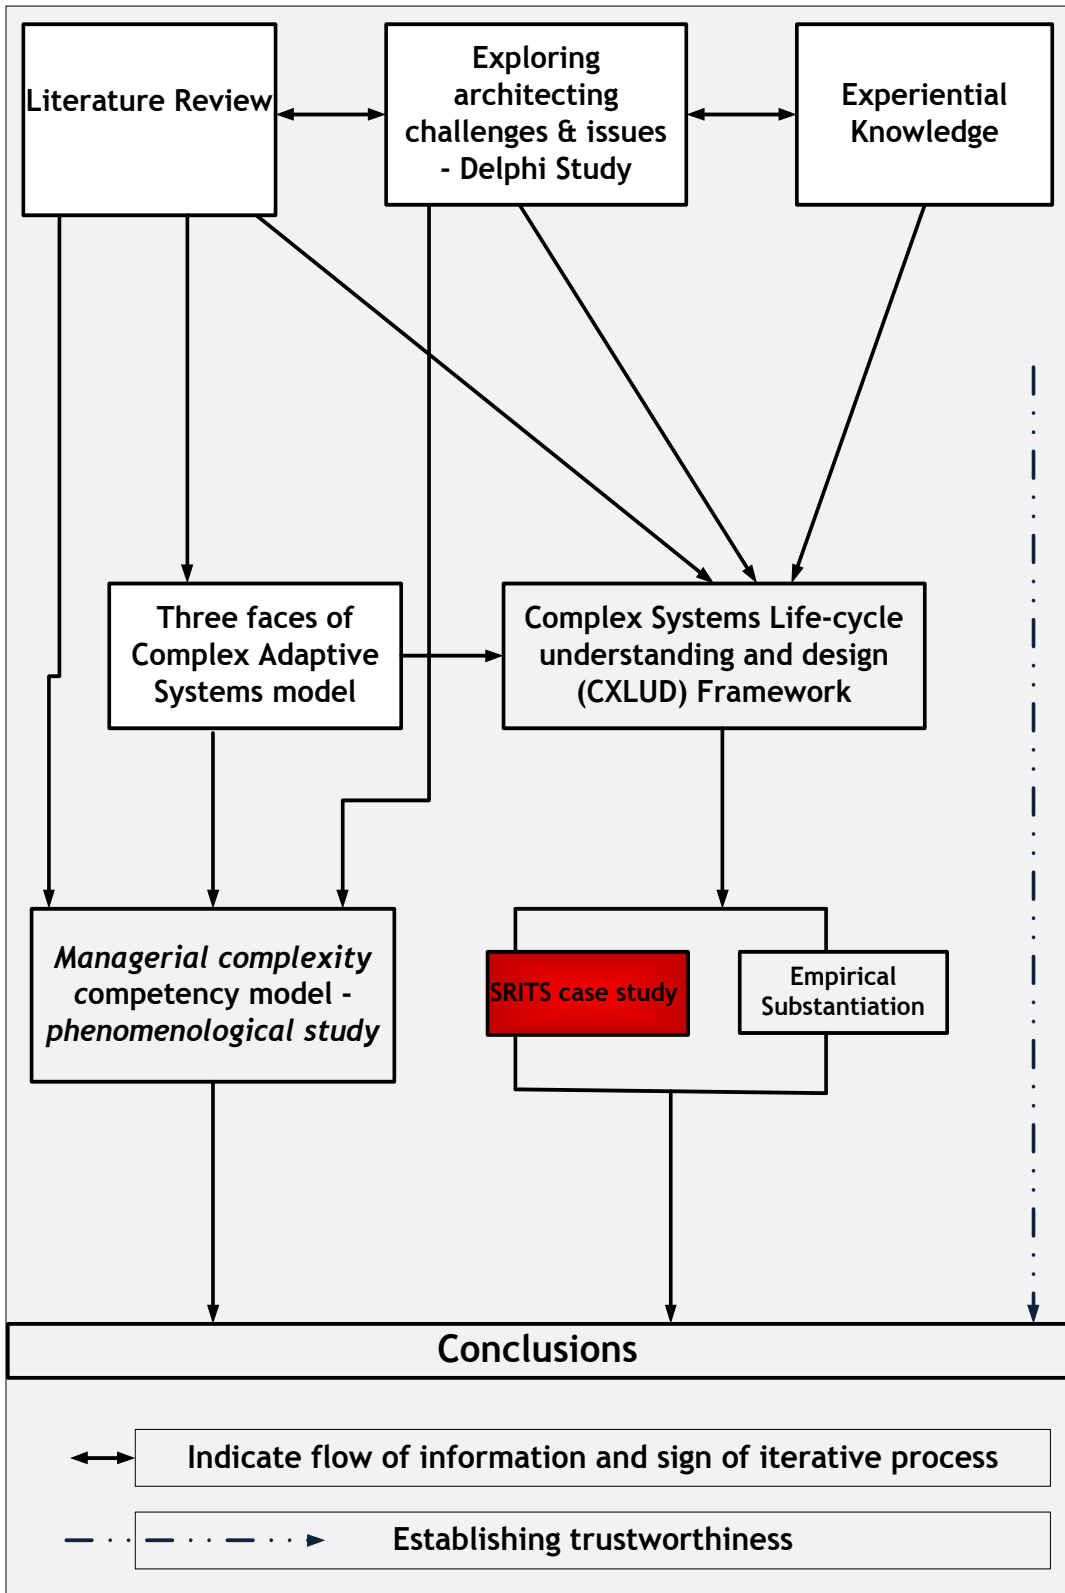 Literature Review
Exploring
architecting
challenges & issues
- Delphi Study
Experiential
Knowledge
Three faces of
Complex Adaptive
Systems model
Complex Systems Life-cycle
understanding and design
(CXLUD) Framework
Managerial complexity
competency model -
phenomenological study
SRITS case study
Empirical
Substantiation
Conclusions
Indicate flow of information and sign of iterative process
Establishing trustworthiness